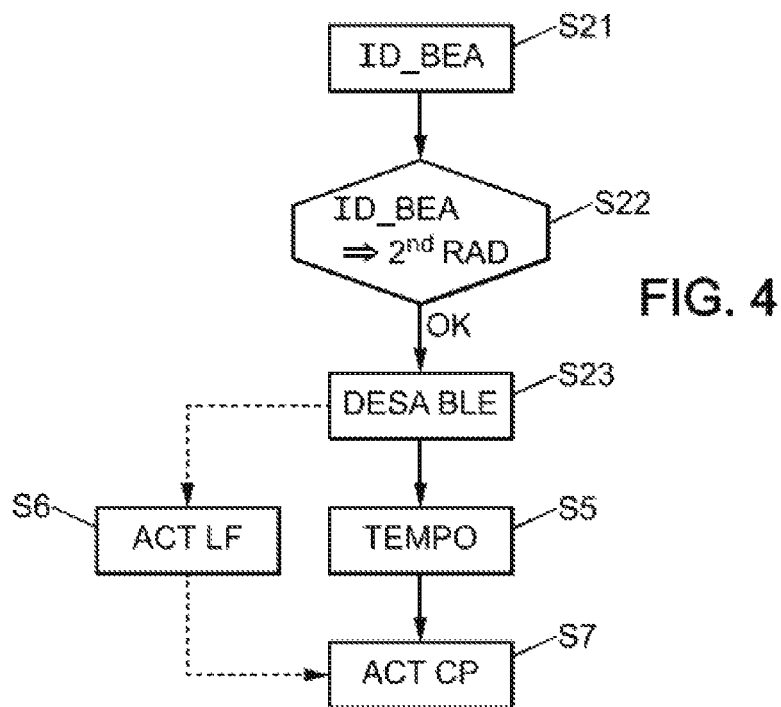 ID_BEA
S21
ID_BEA
⇒ 2nd RAD
S22
FIG. 4
OK
DESA BLE
S23
S6
ACT LF
TEMPO
S5
ACT CP
S7